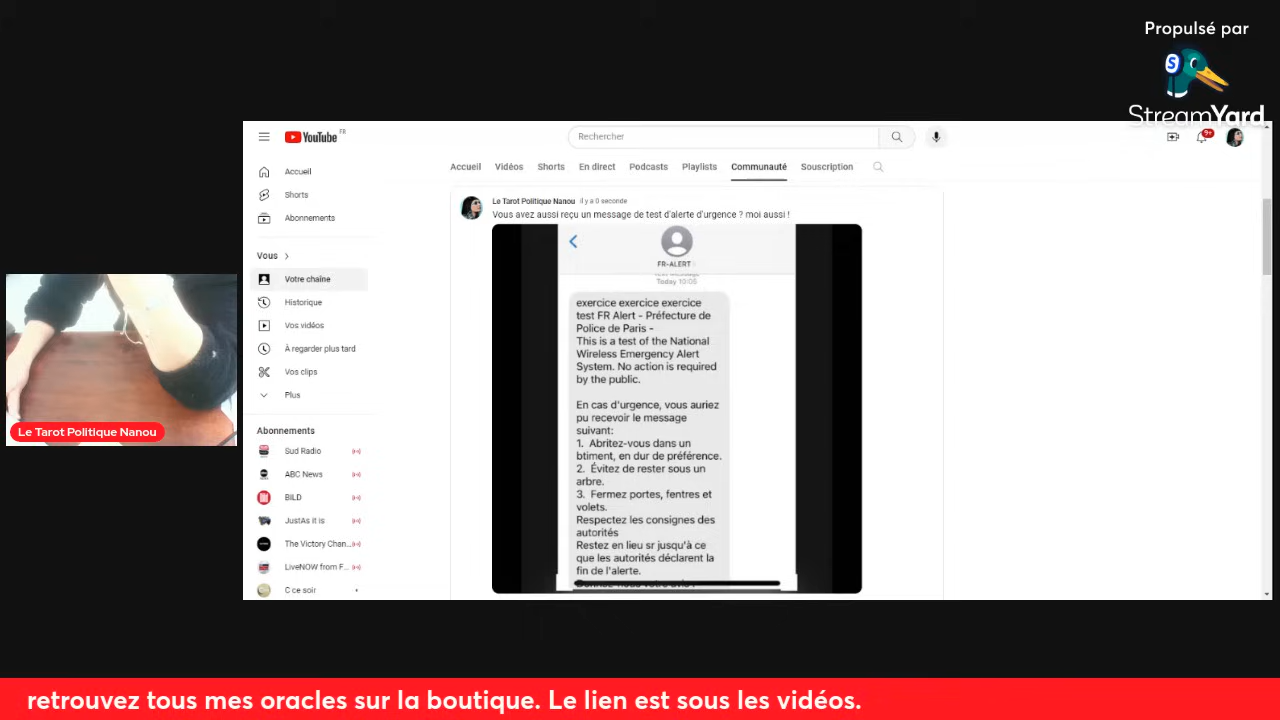 Propulsé par
StreamYard
YouTube FR
Rechercher
9+
Accueil
Shorts
Abonnements
Vous
Votre chaîne
Historique
Vos vidéos
À regarder plus tard
Vos clips
Plus
Abonnements
Sud Radio
ABC News
BILD
JustAs it is
The Victory Chan...
LiveNOW from F...
C ce soir
Accueil Vidéos Shorts En direct Podcasts Playlists Communauté Souscription
Le Tarot Politique Nanou il y a 0 seconde
Vous avez aussi reçu un message de test d'alerte d'urgence ? moi aussi !
FR-ALERT
Today 10:05
exercice exercice exercice
test FR Alert - Préfecture de
Police de Paris -
This is a test of the National
Wireless Emergency Alert
System. No action is required
by the public.
En cas d'urgence, vous auriez
pu recevoir le message
suivant:
1. Abritez-vous dans un
btiment, en dur de préférence.
2. Évitez de rester sous un
arbre.
3. Fermez portes, fentres et
volets.
Respectez les consignes des
autorités
Restez en lieu sr jusqu'à ce
que les autorités déclarent la
fin de l'alerte.
Le Tarot Politique Nanou
retrouvez tous mes oracles sur la boutique. Le lien est sous les vidéos.